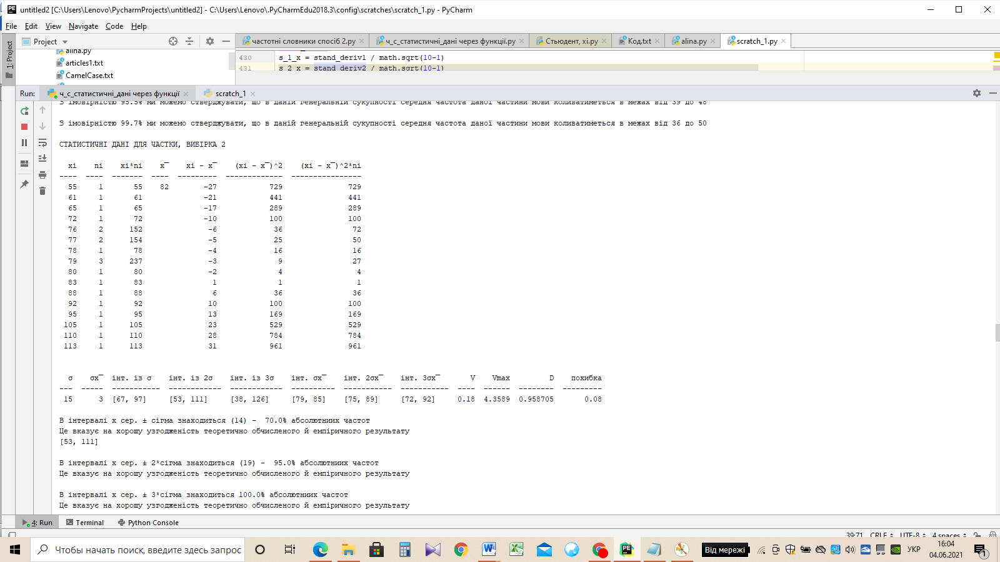 untitled2 [C:\Users\Lenovo\PycharmProjects\untitled2] - C:\Users\Lenovo\.PyCharmEdu2018.3\config\scratches\scratch_1.py - PyCharm
File Edit View Navigate Code Help
Project
частотні словники спосіб 2.py ч_с_статистичні_дані через функції.py Стьюдент, хі.py Код.txt alina.py scratch_1.py
1: Project
alina.py
articles1.txt
CamelCase.txt
430 s_1_x = stand_deriv1 / math.sqrt(10-1)
431 s_2_x = stand_deriv2 / math.sqrt(10-1)
Run: ч_с_статистичні_дані через функції scratch_1
З імовірністю 95.5% ми можемо стверджувати, що в даній генеральній сукупності середня частота даної частини мови коливатиметься в межах від 39 до 48
З імовірністю 99.7% ми можемо стверджувати, що в даній генеральній сукупності середня частота даної частини мови коливатиметься в межах від 36 до 50
СТАТИСТИЧНІ ДАНІ ДЛЯ ЧАСТКИ, ВИБІРКА 2
xi ni xi*ni x¯ xi - x¯ (xi - x¯)^2 (xi - x¯)^2*ni
---- ---- ------- ---- --------- ------------- ----------------
55 1 55 82 -27 729 729
61 1 61 -21 441 441
65 1 65 -17 289 289
72 1 72 -10 100 100
76 2 152 -6 36 72
77 2 154 -5 25 50
78 1 78 -4 16 16
79 3 237 -3 9 27
80 1 80 -2 4 4
83 1 83 1 1 1
88 1 88 6 36 36
92 1 92 10 100 100
95 1 95 13 169 169
105 1 105 23 529 529
110 1 110 28 784 784
113 1 113 31 961 961
σ σx¯ інт. із σ інт. із 2σ інт. із 3σ інт. σx¯ інт. 2σx¯ інт. 3σx¯ V Vmax D похибка
--- ----- ----------- ------------ ------------ ---------- ----------- ----------- ---- ------ -------- ---------
15 3 [67, 97] [53, 111] [38, 126] [79, 85] [75, 89] [72, 92] 0.18 4.3589 0.958705 0.08
В інтервалі x сер. ± сігма знаходиться (14) - 70.0% абсолютниих частот
Це вказує на хорошу узгодженість теоретично обчисленого й емпіричного результату
[53, 111]
В інтервалі x сер. ± 2*сігма знаходиться (19) - 95.0% абсолютниих частот
Це вказує на хорошу узгодженість теоретично обчисленого й емпіричного результату
В інтервалі x сер. ± 3*сігма знаходиться 100.0% абсолютниих частот
Це вказує на хорошу узгодженість теоретично обчисленого й емпіричного результату
4: Run Terminal Python Console
39:71 CRLF UTF-8 4 spaces
Чтобы начать поиск, введите здесь запрос
Від мережі
УКР
16:04
04.06.2021
1